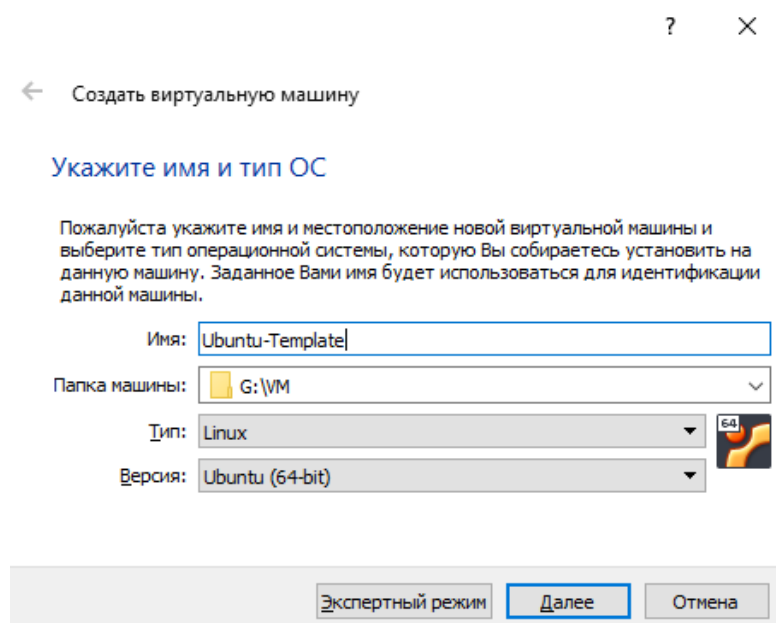 ?
Создать виртуальную машину
Укажите имя и тип ОС
Пожалуйста укажите имя и местоположение новой виртуальной машины и
выберите тип операционной системы, которую Вы собираетесь установить на
данную машину. Заданное Вами имя будет использоваться для идентификации
данной машины.
Имя: Ubuntu-Template
Папка машины: G:\VM
Тип: Linux
64
Версия: Ubuntu (64-bit)
Экспертный режим Далее Отмена